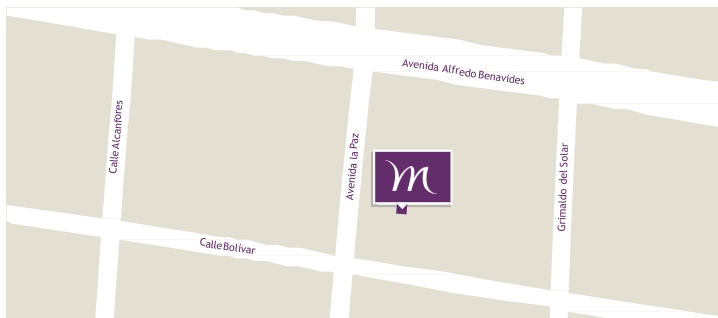 Avenida Alfredo Benavides
Calle Alcanfores
Avenida la Paz
m
Grimaldo del Solar
Calle Bolívar